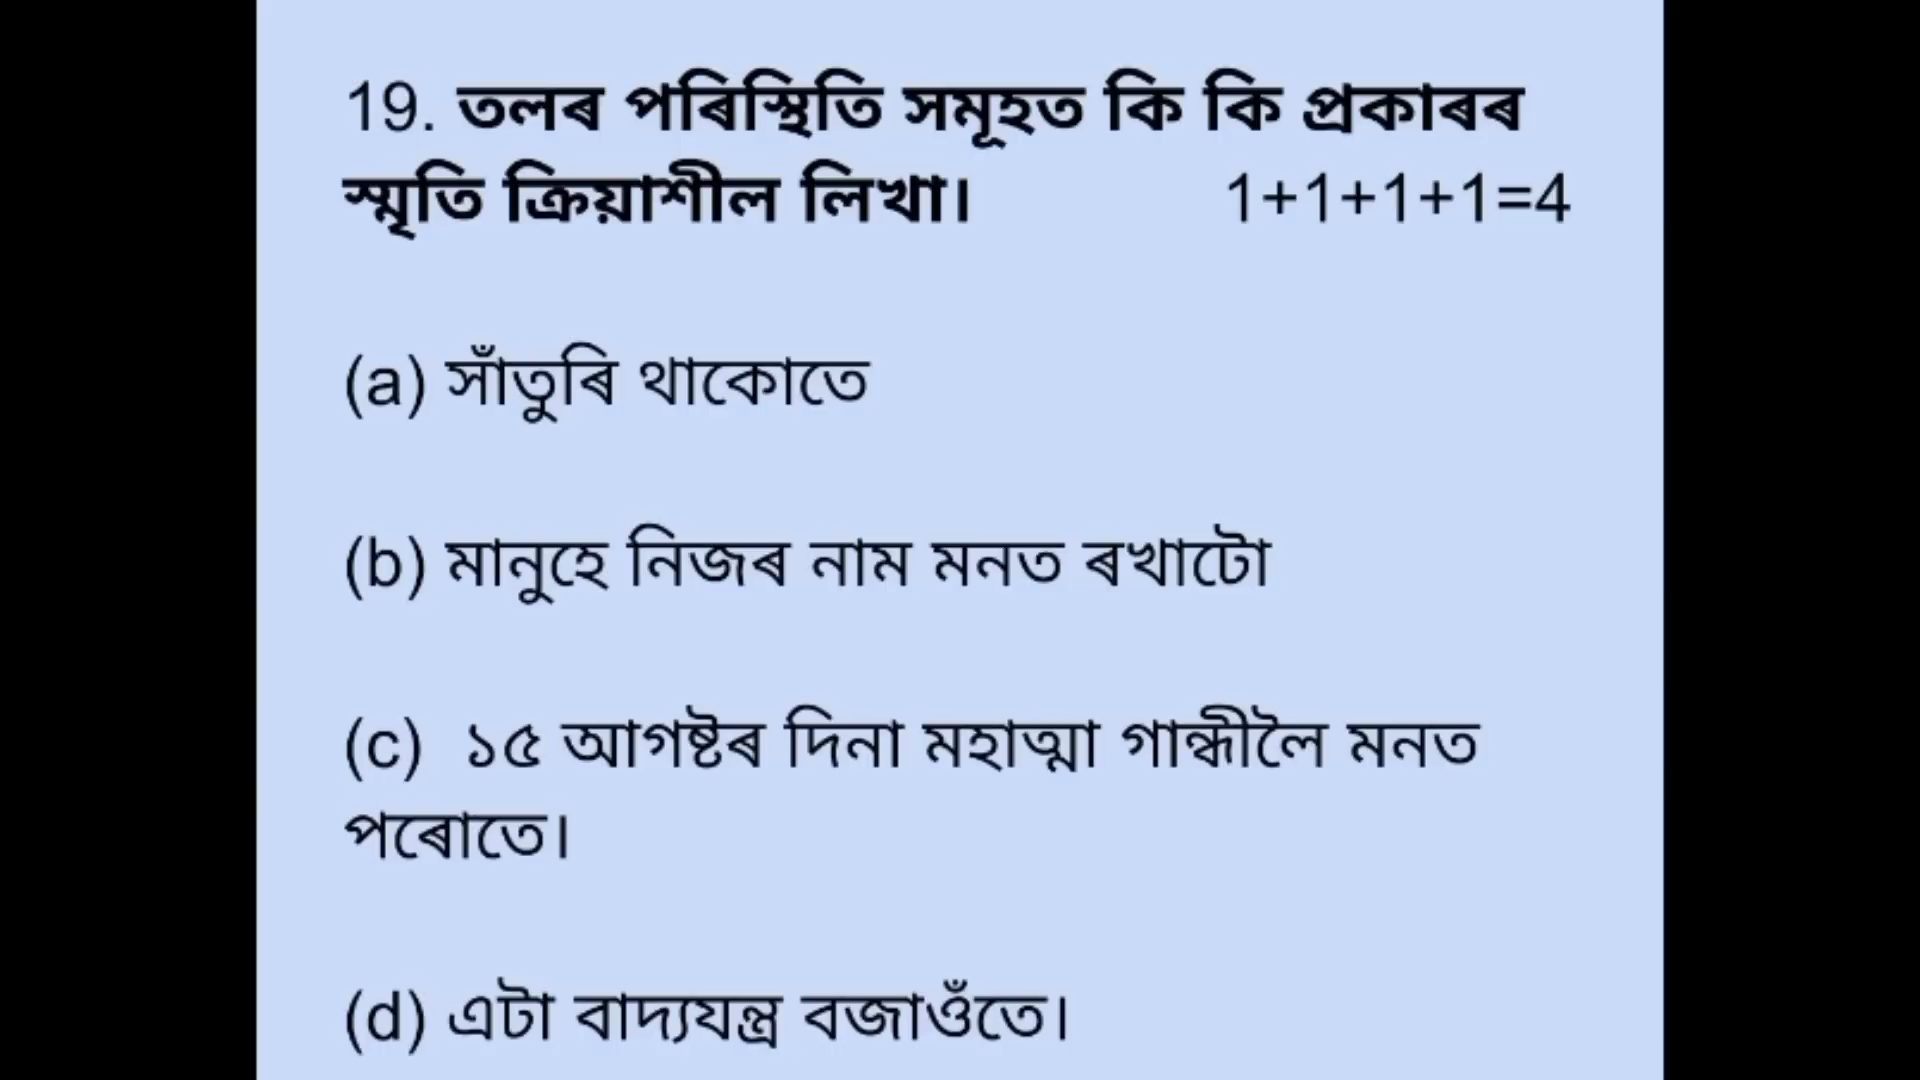 19. তলৰ পৰিস্থিতি সমূহত কি কি প্ৰকাৰৰ
স্মৃতি ক্ৰিয়াশীল লিখা। 1+1+1+1=4
(a) সাঁতুৰি থাকোতে
(b) মানুহে নিজৰ নাম মনত ৰখাটো
(c) ১৫ আগষ্টৰ দিনা মহাত্মা গান্ধীলৈ মনত
পৰোতে।
(d) এটা বাদ্যযন্ত্ৰ বজাওঁতে।